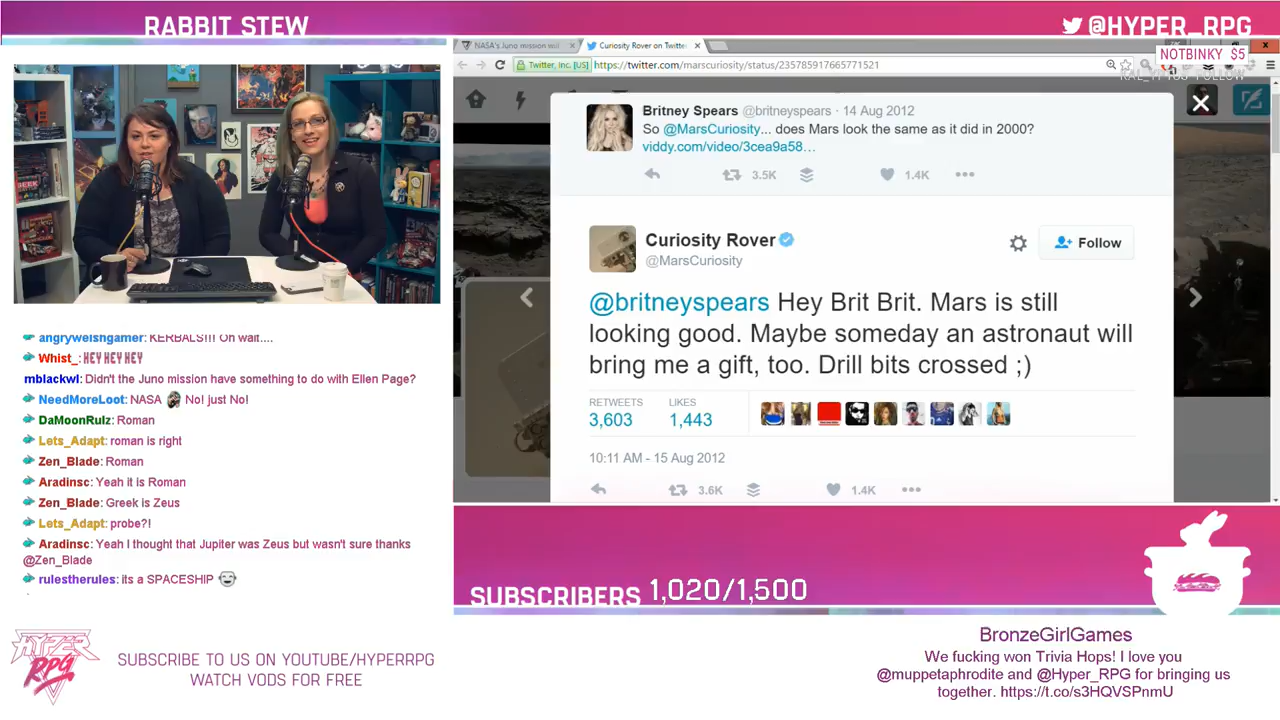 RABBIT STEW
@HYPER_RPG
NASA's Juno mission wil
Curiosity Rover on Twitte
NOTBINKY $5
Twitter, Inc. [US]
https://twitter.com/marscuriosity/status/235785917665771521
Britney Spears @britneyspears · 14 Aug 2012
So @MarsCuriosity... does Mars look the same as it did in 2000?
viddy.com/video/3cea9a58…
3.5K
1.4K
Curiosity Rover
@MarsCuriosity
Follow
@britneyspears Hey Brit Brit. Mars is still
looking good. Maybe someday an astronaut will
bring me a gift, too. Drill bits crossed ;)
RETWEETS
3,603
LIKES
1,443
10:11 AM - 15 Aug 2012
3.6K
1.4K
angryweishgamer: KERBALS!!! Oh wait....
Whist_: HEY HEY HEY
mblackwl: Didn't the Juno mission have something to do with Ellen Page?
NeedMoreLoot: NASA No! just No!
DaMoonRulz: Roman
Lets_Adapt: roman is right
Zen_Blade: Roman
Aradinsc: Yeah it is Roman
Zen_Blade: Greek is Zeus
Lets_Adapt: probe?!
Aradinsc: Yeah I thought that Jupiter was Zeus but wasn't sure thanks
@Zen_Blade
rulestherules: its a SPACESHIP
SUBSCRIBERS 1,020/1,500
HYPER
RPG
SUBSCRIBE TO US ON YOUTUBE/HYPERRPG
WATCH VODS FOR FREE
BronzeGirlGames
We fucking won Trivia Hops! I love you
@muppetaphrodite and @Hyper_RPG for bringing us
together. https://t.co/s3HQVSPnmU